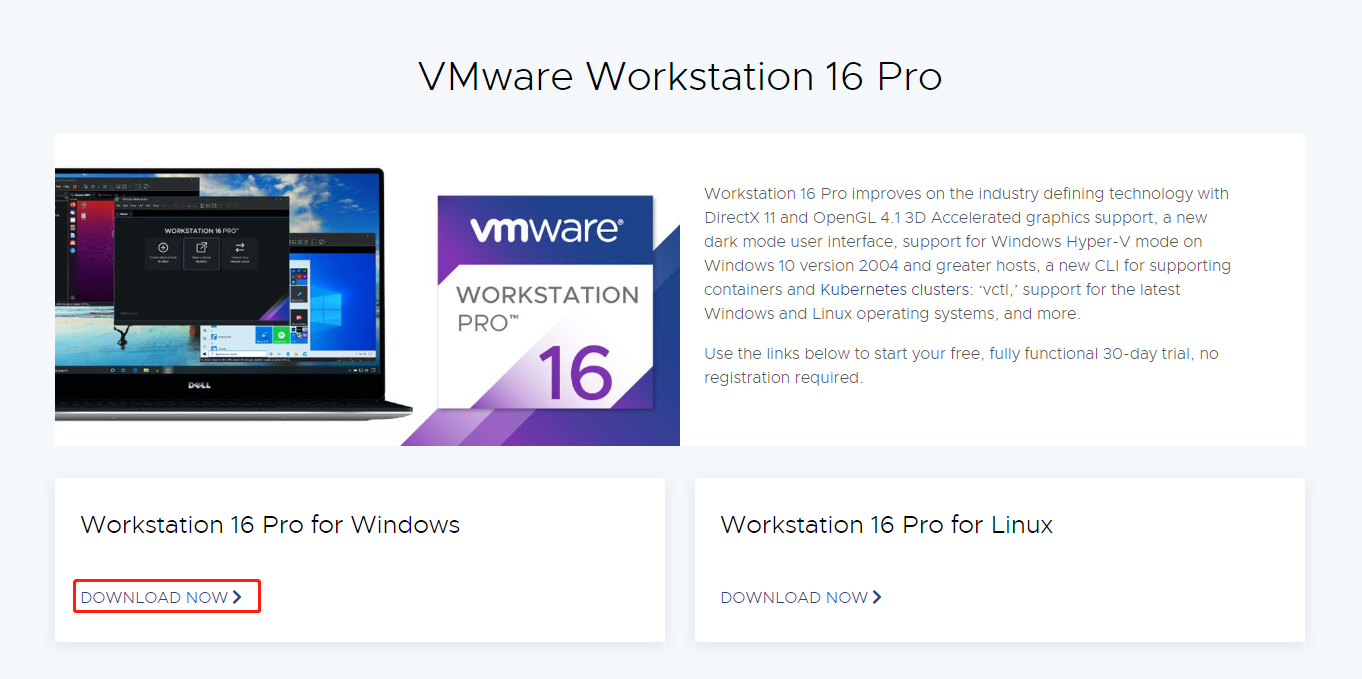 VMware Workstation 16 Pro
WORKSTATION 16 PRO™
DELL
vmware®
WORKSTATION
PRO™
16
Workstation 16 Pro improves on the industry defining technology with
DirectX 11 and OpenGL 4.1 3D Accelerated graphics support, a new
dark mode user interface, support for Windows Hyper-V mode on
Windows 10 version 2004 and greater hosts, a new CLI for supporting
containers and Kubernetes clusters: ‘vctl,’ support for the latest
Windows and Linux operating systems, and more.
Use the links below to start your free, fully functional 30-day trial, no
registration required.
Workstation 16 Pro for Windows
DOWNLOAD NOW
Workstation 16 Pro for Linux
DOWNLOAD NOW